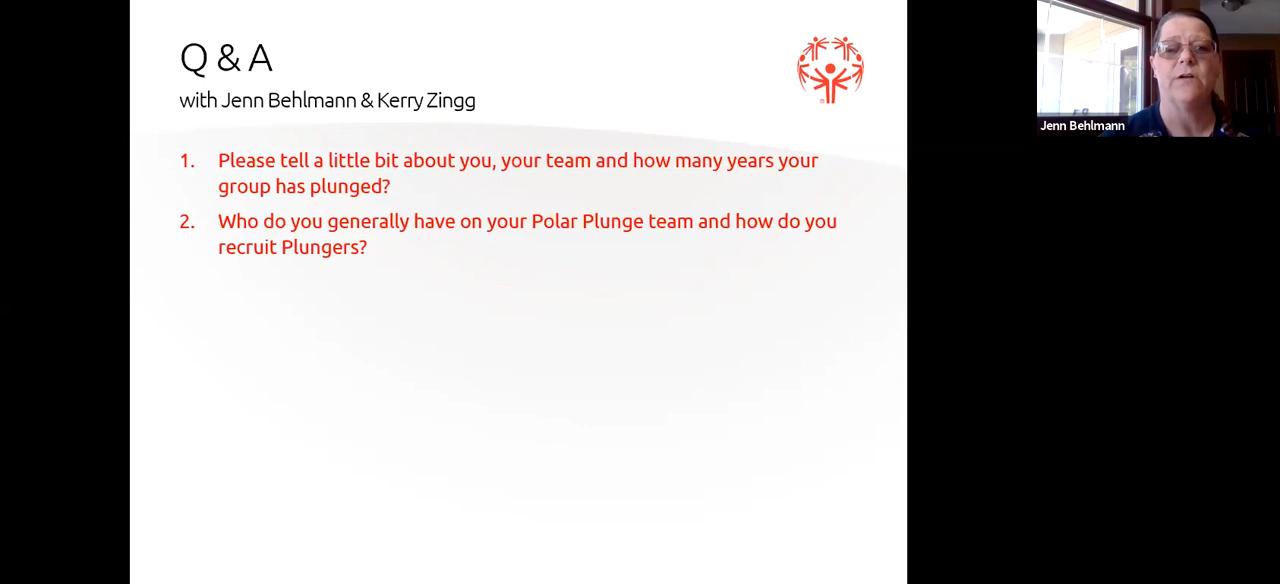 Q & A
with Jenn Behlmann & Kerry Zingg
1. Please tell a little bit about you, your team and how many years your
group has plunged?
2. Who do you generally have on your Polar Plunge team and how do you
recruit Plungers?
Jenn Behlmann